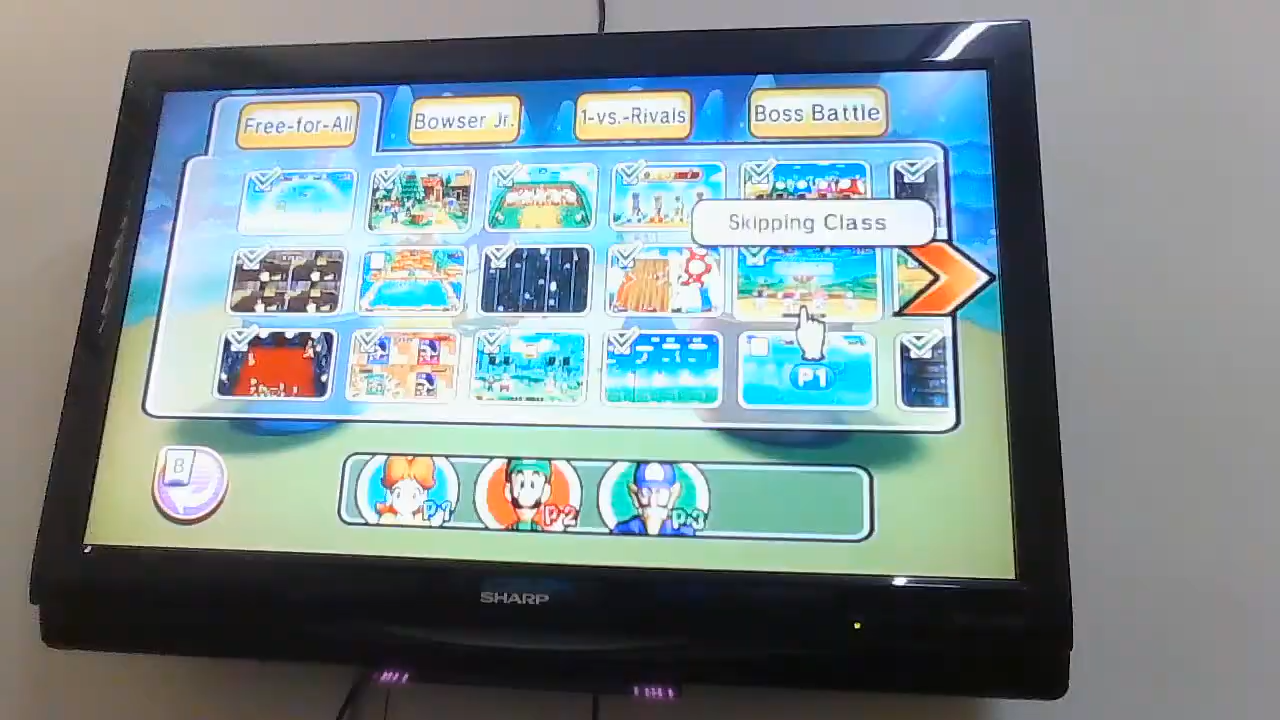 Free-for-All
Bowser Jr.
1-vs.-Rivals
Boss Battle
Skipping Class
P1
B
P1
P2
P3
SHARP